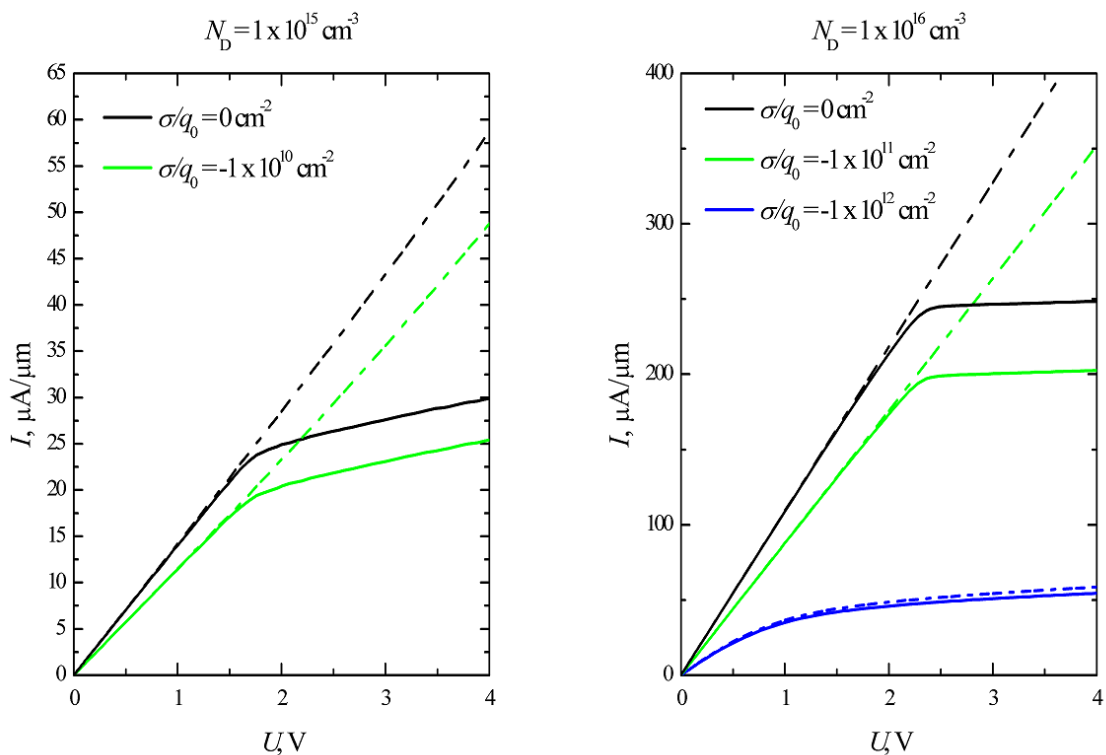 N_D = 1 x 10^15 cm^-3
65
60
55
50
45
40
35
30
25
20
15
10
5
0
I, µA/µm
σ/q_0 = 0 cm^-2
σ/q_0 = -1 x 10^10 cm^-2
0 1 2 3 4
U, V
N_D = 1 x 10^16 cm^-3
400
300
200
100
0
I, µA/µm
σ/q_0 = 0 cm^-2
σ/q_0 = -1 x 10^11 cm^-2
σ/q_0 = -1 x 10^12 cm^-2
0 1 2 3 4
U, V